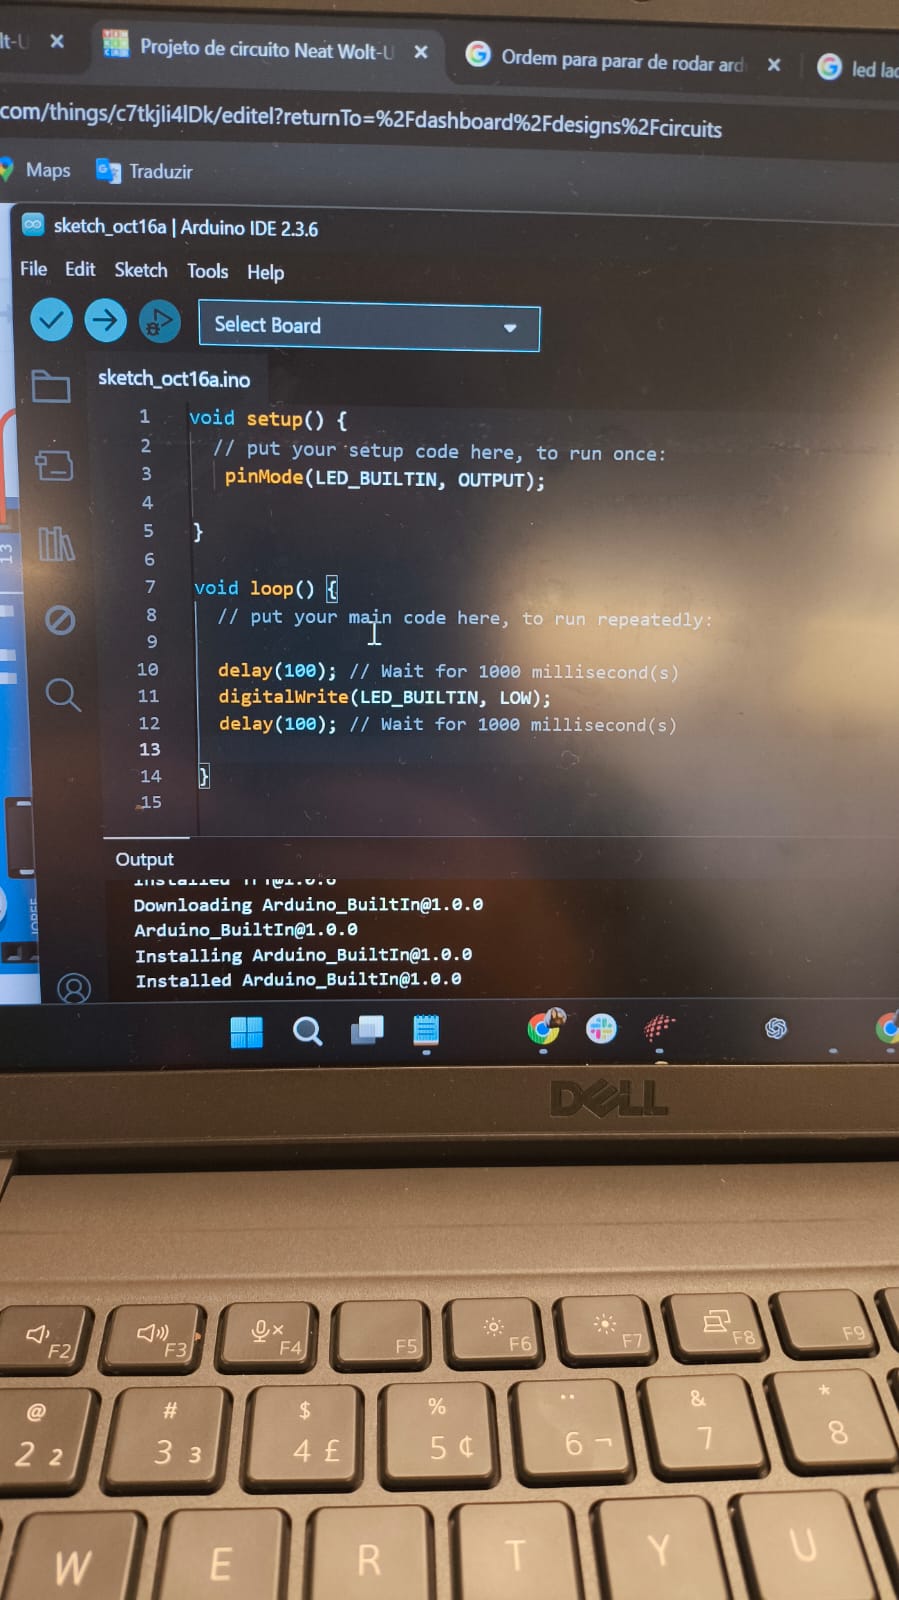 Projeto de circuito Neat Wolt-U
Ordem para parar de rodar ard
led lac
com/things/c7tkjIi4lDk/editel?returnTo=%2Fdashboard%2Fdesigns%2Fcircuits
Maps
Traduzir
sketch_oct16a | Arduino IDE 2.3.6
File Edit Sketch Tools Help
Select Board
sketch_oct16a.ino
1 void setup() {
2 // put your setup code here, to run once:
3 pinMode(LED_BUILTIN, OUTPUT);
4
5 }
6
7 void loop() {
8 // put your main code here, to run repeatedly:
9
10 delay(100); // Wait for 1000 millisecond(s)
11 digitalWrite(LED_BUILTIN, LOW);
12 delay(100); // Wait for 1000 millisecond(s)
13
14 }
15
13
Output
Downloading Arduino_BuiltIn@1.0.0
Arduino_BuiltIn@1.0.0
Installing Arduino_BuiltIn@1.0.0
Installed Arduino_BuiltIn@1.0.0
DELL
F2 F3 F4 F5 F6 F7 F8 F9
@ # $ % ¨ & *
2 2 3 3 4 £ 5 ¢ 6 ¬ 7 8
W E R T Y U